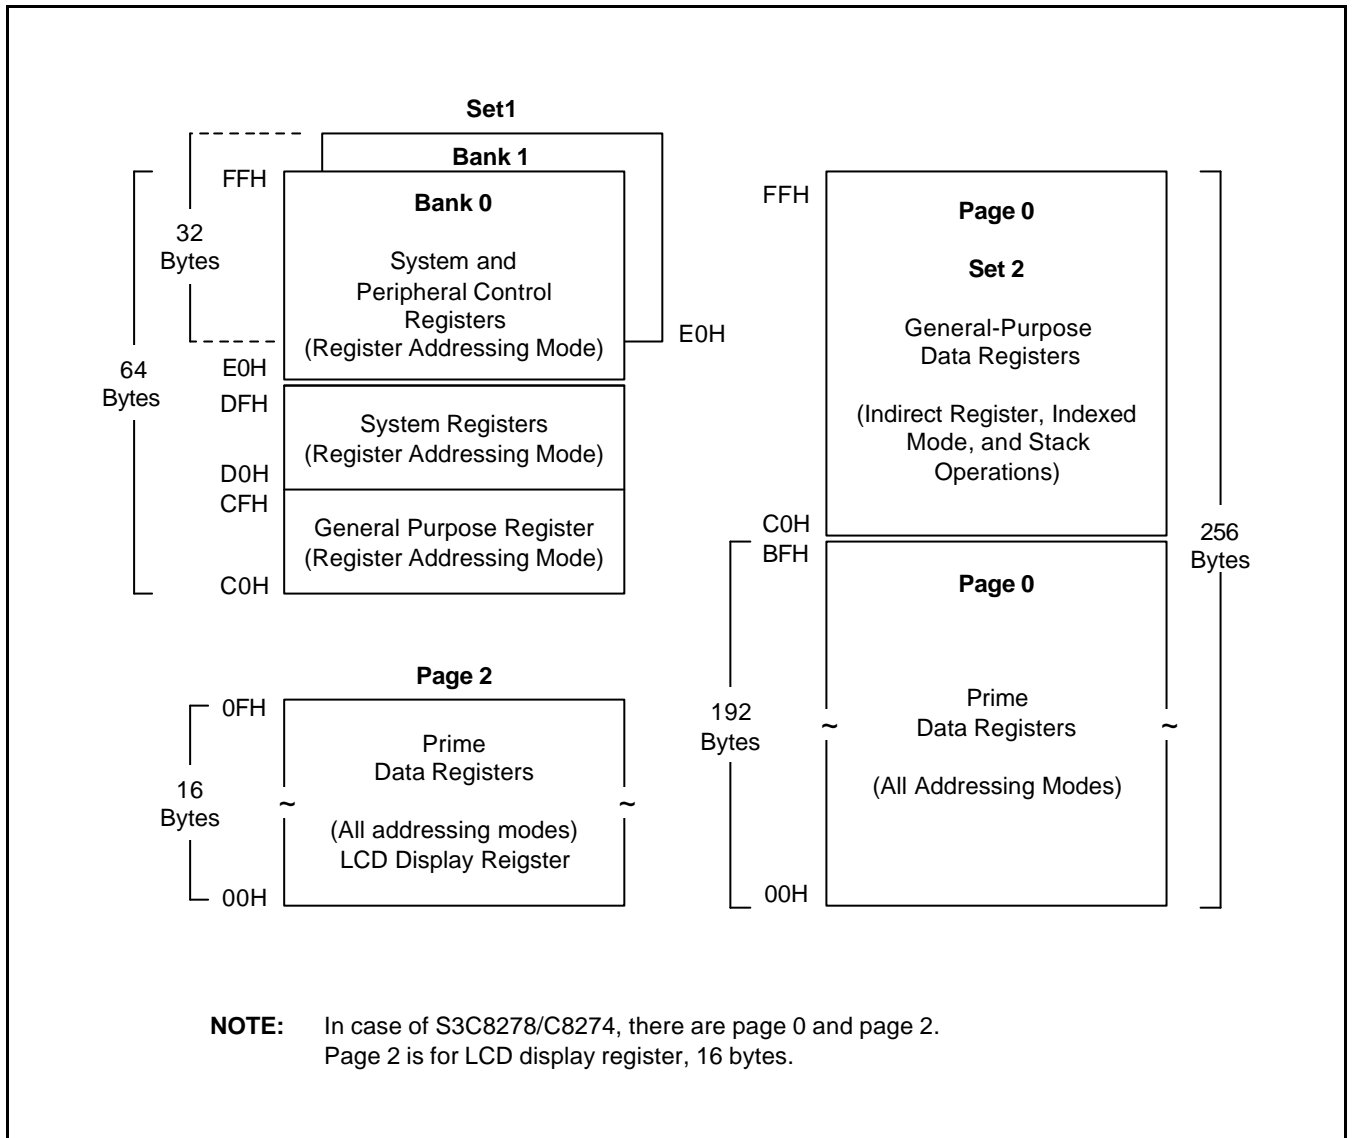 Set1
Bank 1
FFH
Bank 0
32
Bytes
System and
Peripheral Control
Registers
(Register Addressing Mode)
E0H
E0H
64
Bytes
DFH
System Registers
(Register Addressing Mode)
D0H
CFH
General Purpose Register
(Register Addressing Mode)
C0H
Page 2
0FH
Prime
Data Registers
16
Bytes
~
~
(All addressing modes)
LCD Display Reigster
00H
FFH
Page 0
Set 2
General-Purpose
Data Registers
(Indirect Register, Indexed
Mode, and Stack
Operations)
C0H
256
Bytes
BFH
Page 0
192
Bytes
Prime
Data Registers
~
~
(All Addressing Modes)
00H
NOTE: In case of S3C8278/C8274, there are page 0 and page 2.
Page 2 is for LCD display register, 16 bytes.